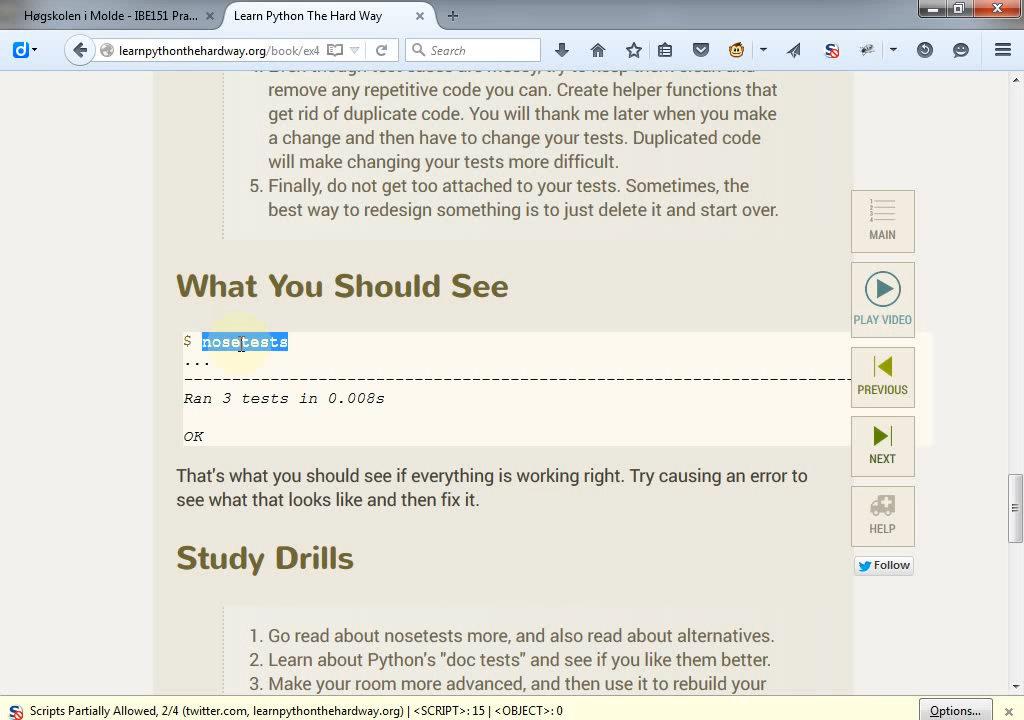 Høgskolen i Molde - IBE151 Pra...
Learn Python The Hard Way
learnpythonthehardway.org/book/ex4
Search
remove any repetitive code you can. Create helper functions that
get rid of duplicate code. You will thank me later when you make
a change and then have to change your tests. Duplicated code
will make changing your tests more difficult.
5. Finally, do not get too attached to your tests. Sometimes, the
best way to redesign something is to just delete it and start over.
MAIN
What You Should See
PLAY VIDEO
$ nosetests
...
---------------------------------------------------------------------
Ran 3 tests in 0.008s
PREVIOUS
OK
NEXT
That's what you should see if everything is working right. Try causing an error to
see what that looks like and then fix it.
HELP
Follow
Study Drills
1. Go read about nosetests more, and also read about alternatives.
2. Learn about Python's "doc tests" and see if you like them better.
3. Make your room more advanced, and then use it to rebuild your
Scripts Partially Allowed, 2/4 (twitter.com, learnpythonthehardway.org) | <SCRIPT>: 15 | <OBJECT>: 0
Options...